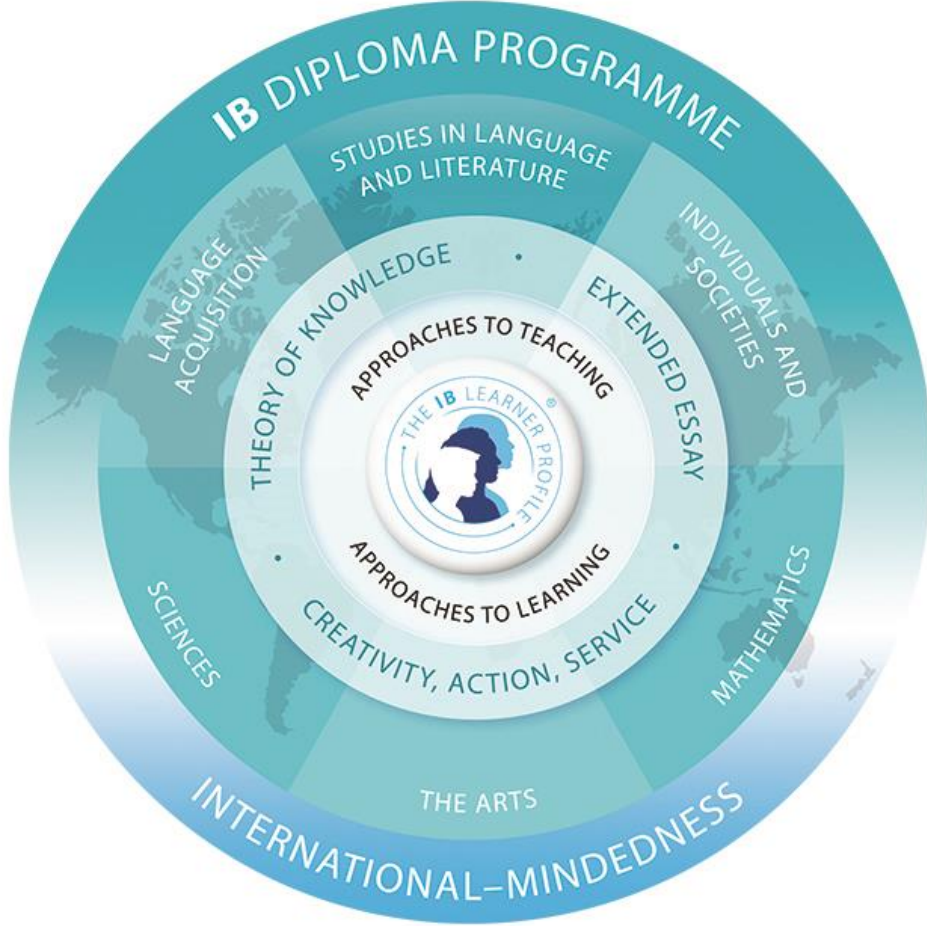 IB DIPLOMA PROGRAMME
STUDIES IN LANGUAGE
AND LITERATURE
LANGUAGE
ACQUISITION
INDIVIDUALS AND
SOCIETIES
THEORY OF KNOWLEDGE
EXTENDED ESSAY
APPROACHES TO TEACHING
THE IB LEARNER PROFILE®
APPROACHES TO LEARNING
CREATIVITY, ACTION, SERVICE
SCIENCES
MATHEMATICS
THE ARTS
INTERNATIONAL–MINDEDNESS